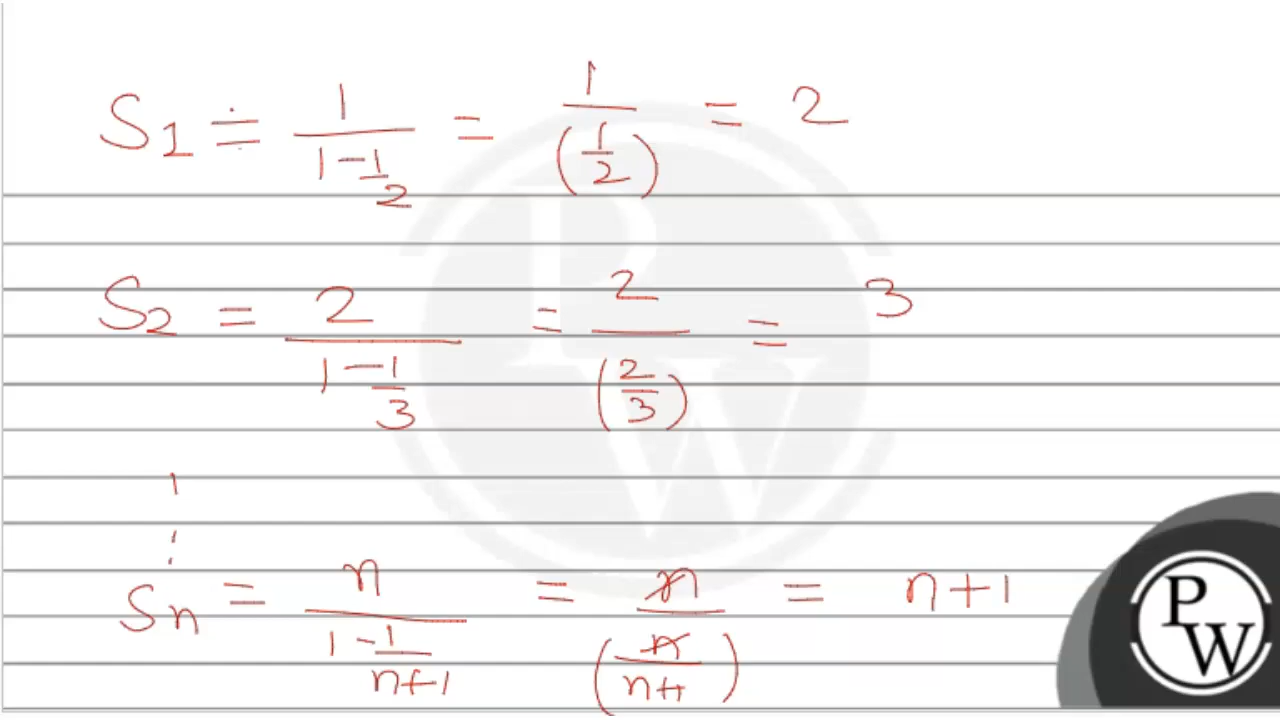 S1 = 1/(1-1/2) = 1/(1/2) = 2
S2 = 2/(1-1/3) = 2/(2/3) = 3
Sn = n/(1-1/(n+1)) = n/(n/(n+1)) = n+1
PW
PW